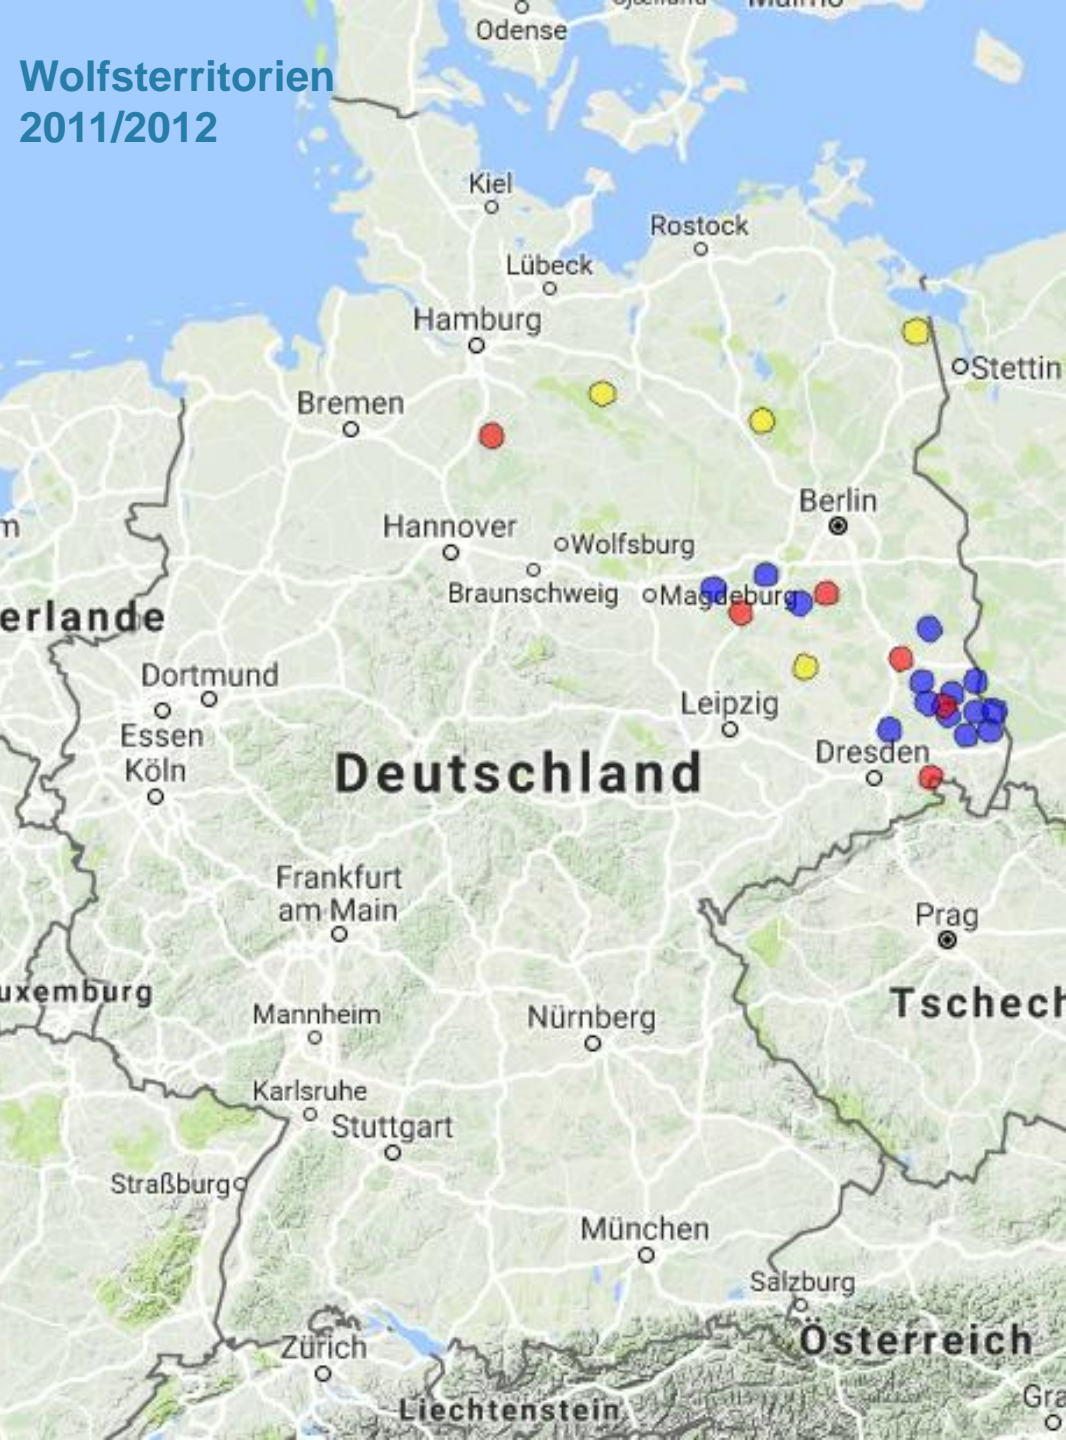 Odense
Wolfsterritorien
2011/2012
Kiel
Rostock
Lübeck
Hamburg
Stettin
Bremen
Berlin
Hannover
Wolfsburg
Braunschweig
Magdeburg
erlande
Dortmund
Leipzig
Essen
Dresden
Köln
Deutschland
Frankfurt
am Main
Prag
uxemburg
Tschech
Mannheim
Nürnberg
Karlsruhe
Stuttgart
Straßburg
München
Salzburg
Österreich
Zürich
Gra
Liechtenstein